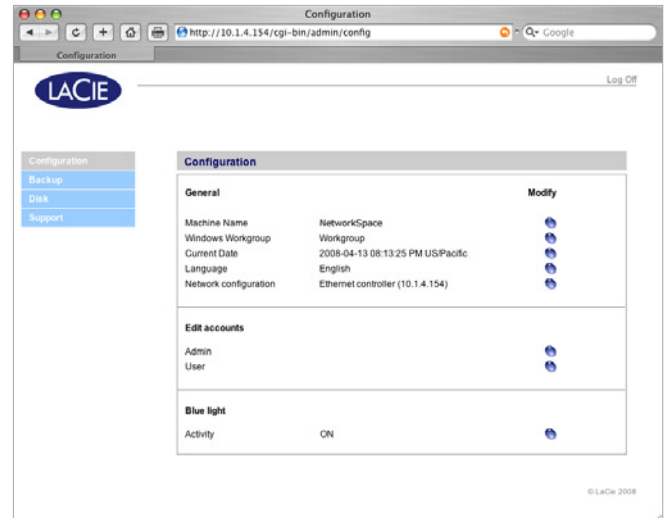 Configuration
http://10.1.4.154/cgi-bin/admin/config
Google
Configuration
LACIE
Log Off
Configuration
Backup
Disk
Support
Configuration
General Modify
Machine Name NetworkSpace
Windows Workgroup Workgroup
Current Date 2008-04-13 08:13:25 PM US/Pacific
Language English
Network configuration Ethernet controller (10.1.4.154)
Edit accounts
Admin
User
Blue light
Activity ON
© LaCie 2008